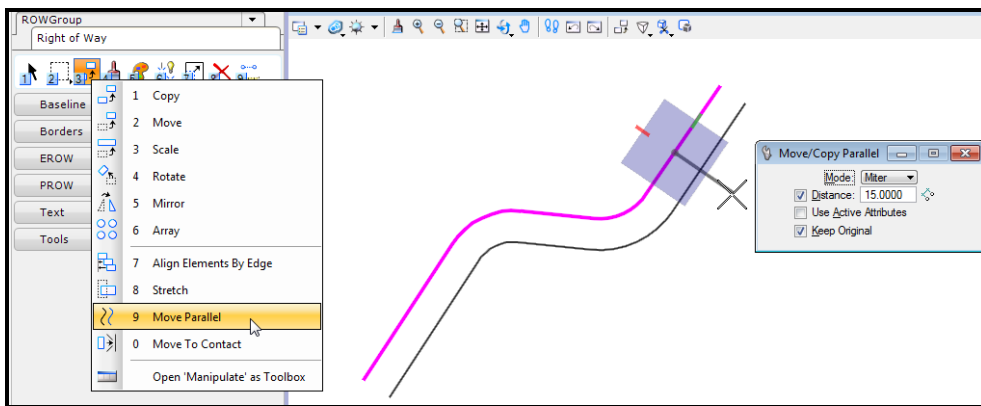 ROWGroup
Right of Way
1 2 3 4
Baseline
Borders
EROW
PROW
Text
Tools
1 Copy
2 Move
3 Scale
4 Rotate
5 Mirror
6 Array
7 Align Elements By Edge
8 Stretch
9 Move Parallel
0 Move To Contact
Open 'Manipulate' as Toolbox
Move/Copy Parallel
Mode: Miter
Distance: 15.0000
Use Active Attributes
Keep Original